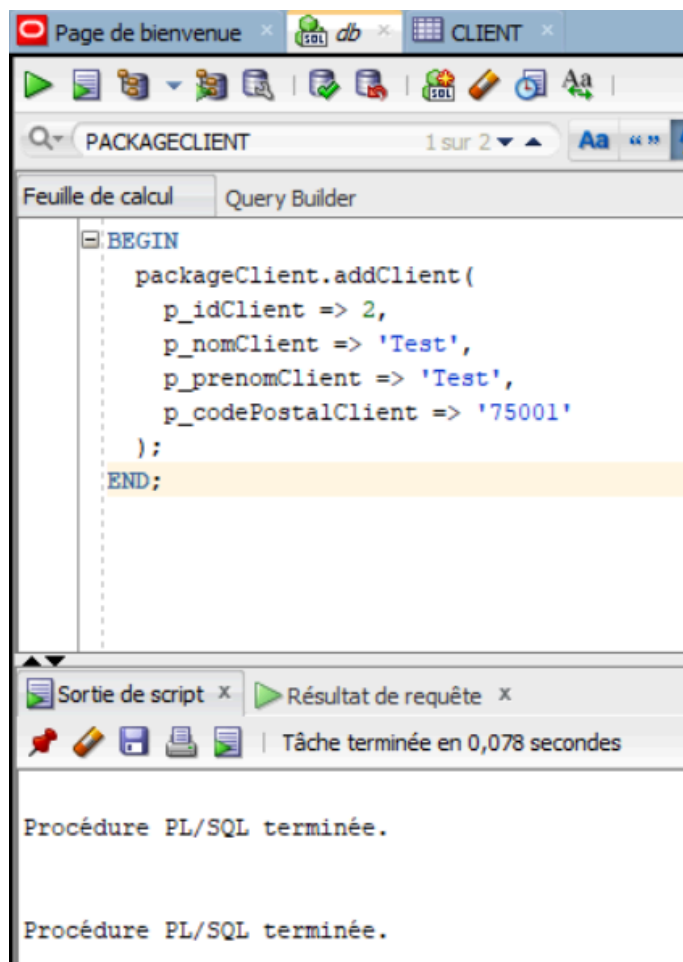 Page de bienvenue
db
CLIENT
PACKAGECLIENT 1 sur 2 Aa “ ”
Feuille de calcul Query Builder
BEGIN
packageClient.addClient(
p_idClient => 2,
p_nomClient => 'Test',
p_prenomClient => 'Test',
p_codePostalClient => '75001'
);
END;
Sortie de script x Résultat de requête x
Tâche terminée en 0,078 secondes
Procédure PL/SQL terminée.
Procédure PL/SQL terminée.